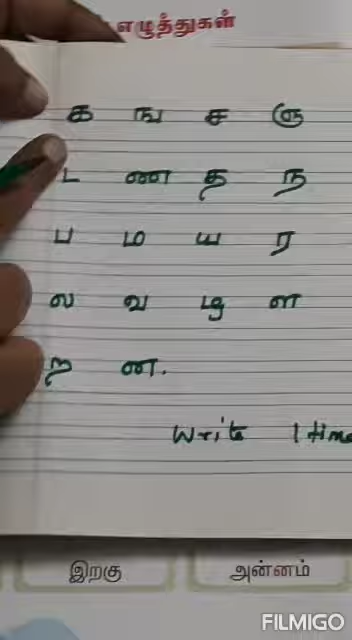 எழுத்துகள்
க ங ச ஞ
ட ண த ந
ப ம ய ர
ல வ ழ ள
ற ன.
Write 1 time
இறகு அன்னம்
FILMIGO